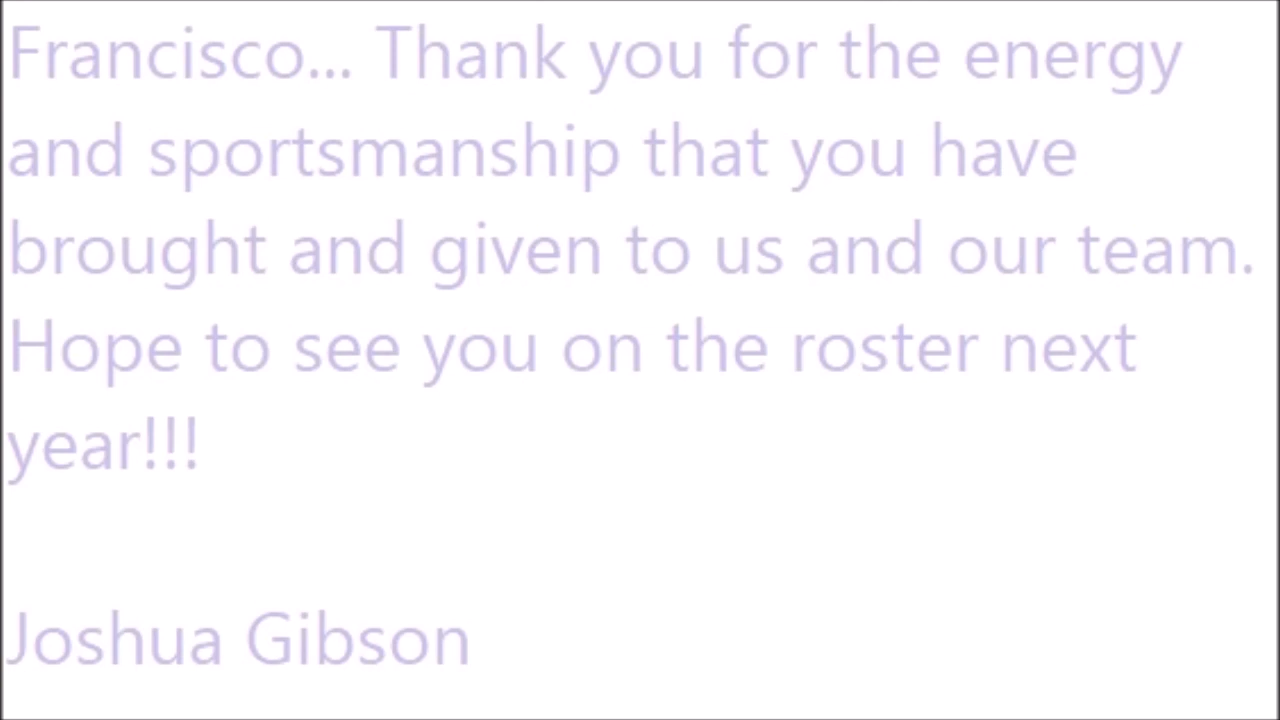 Francisco... Thank you for the energy
and sportsmanship that you have
brought and given to us and our team.
Hope to see you on the roster next
year!!!
Joshua Gibson